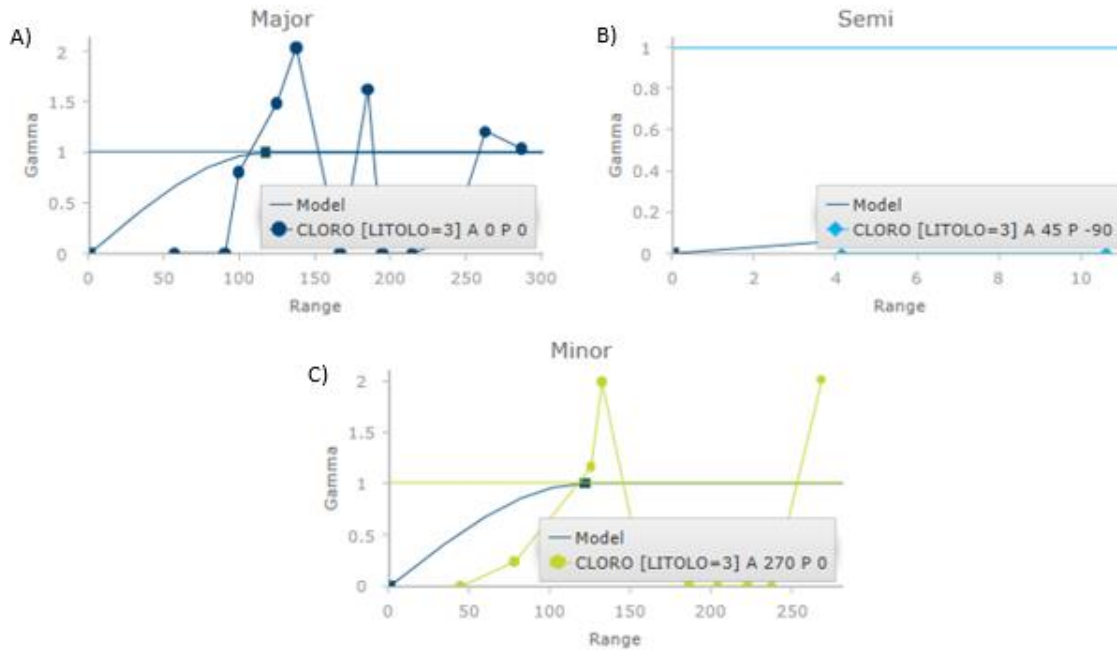 A)
Major
Gamma
2
1.5
1
0.5
0
Model
CLORO [LITOLO=3] A 0 P 0
0 50 100 150 200 250 300
Range
B)
Semi
Gamma
1
0.8
0.6
0.4
0.2
0
Model
CLORO [LITOLO=3] A 45 P -90
0 2 4 6 8 10
Range
C)
Minor
Gamma
2
1.5
1
0.5
0
Model
CLORO [LITOLO=3] A 270 P 0
0 50 100 150 200 250
Range